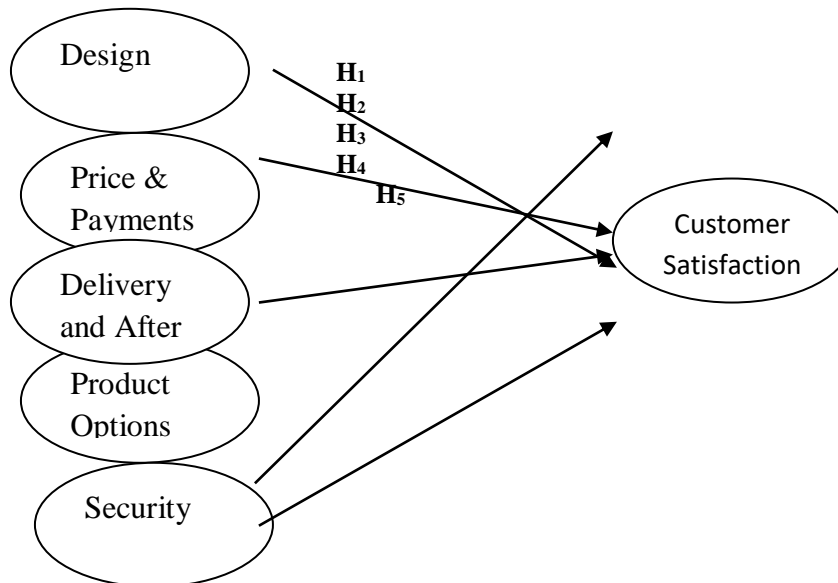 Design
H₁
H₂
H₃
H₄
H₅
Price &
Payments
Customer
Satisfaction
Delivery
and After
Product
Options
Security